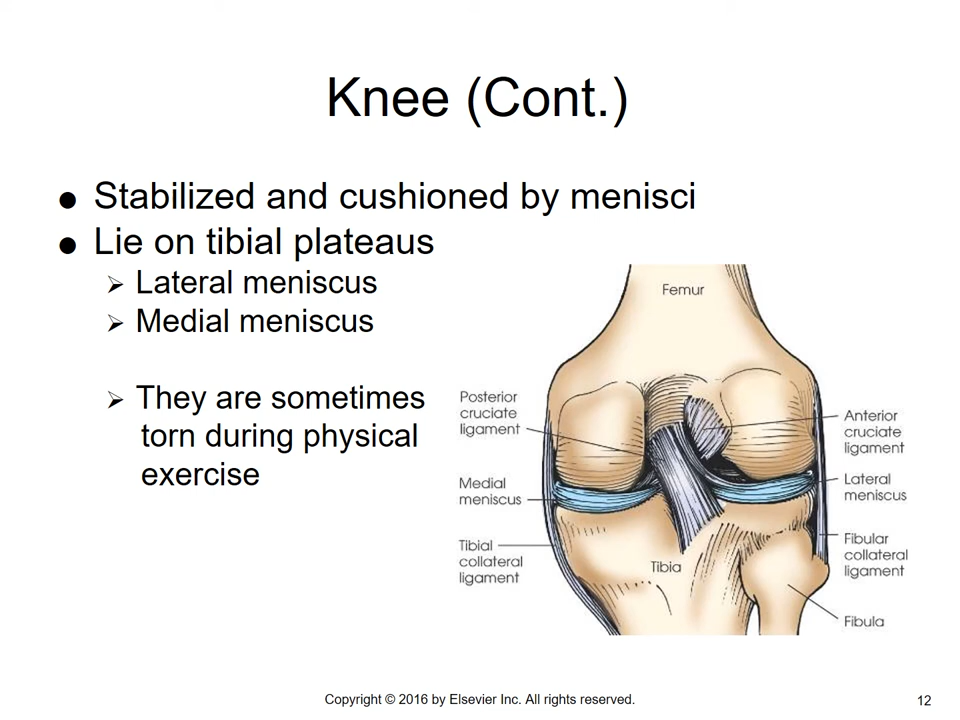 Knee (Cont.)
● Stabilized and cushioned by menisci
● Lie on tibial plateaus
➢ Lateral meniscus
➢ Medial meniscus
➢ They are sometimes
torn during physical
exercise
Femur
Posterior
cruciate
ligament
Anterior
cruciate
ligament
Medial
meniscus
Lateral
meniscus
Tibial
collateral
ligament
Tibia
Fibular
collateral
ligament
Fibula
Copyright © 2016 by Elsevier Inc. All rights reserved.
12